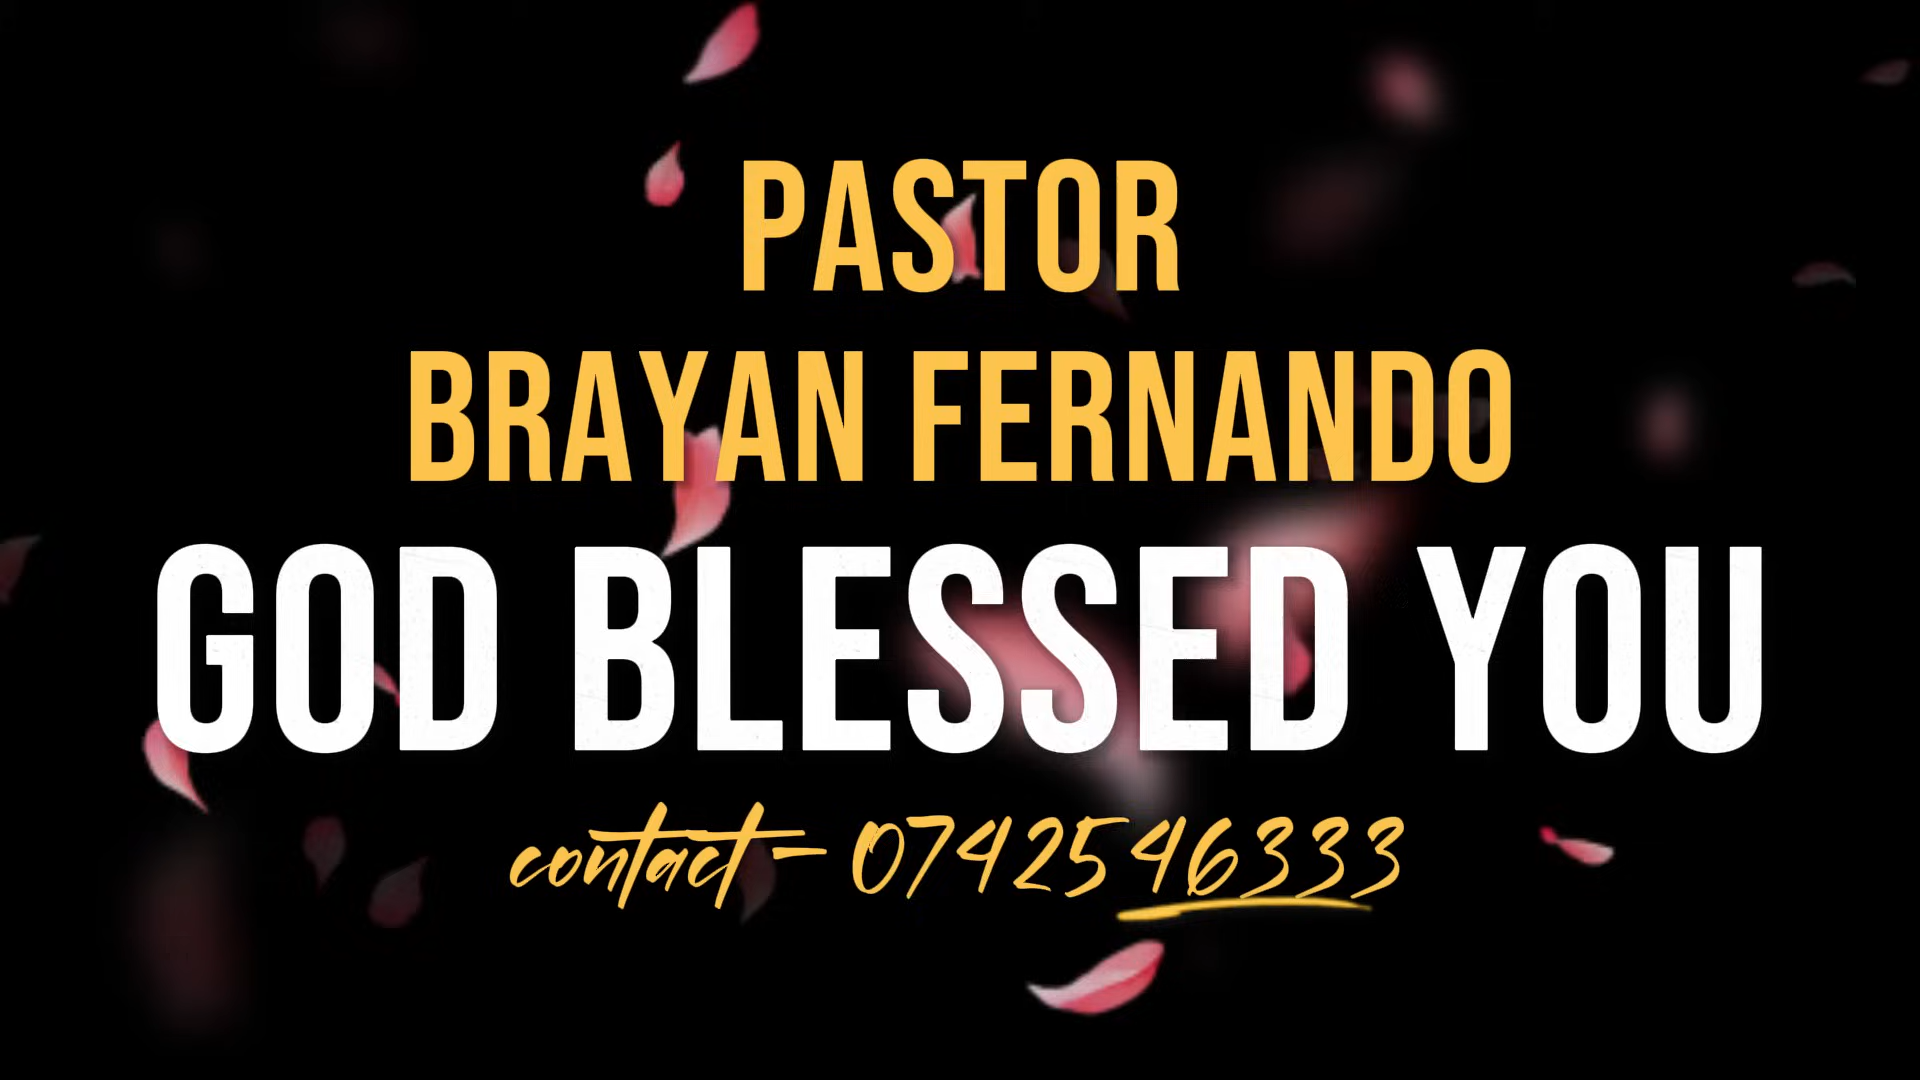 PASTOR
BRAYAN FERNANDO
GOD BLESSED YOU
contact- 0742546333